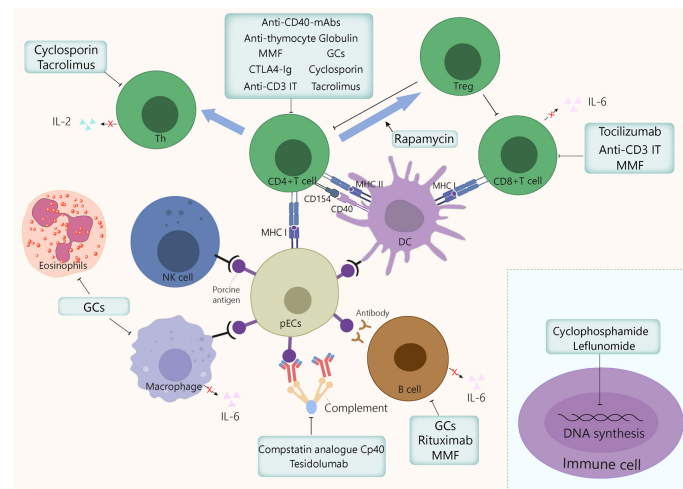 Anti-CD40-mAbs
Anti-thymocyte Globulin
MMF GCs
CTLA4-Ig Cyclosporin
Anti-CD3 IT Tacrolimus
Cyclosporin
Tacrolimus
Treg
IL-6
IL-2
Th
Rapamycin
Tocilizumab
Anti-CD3 IT
MMF
CD4+T cell
MHC II
MHC I
CD8+T cell
CD154
CD40
DC
MHC I
Eosinophils
NK cell
Porcine
antigen
GCs
pECs
Antibody
Macrophage
IL-6
B cell
IL-6
Complement
GCs
Rituximab
MMF
Compstatin analogue Cp40
Tesidolumab
Cyclophosphamide
Leflunomide
DNA synthesis
Immune cell